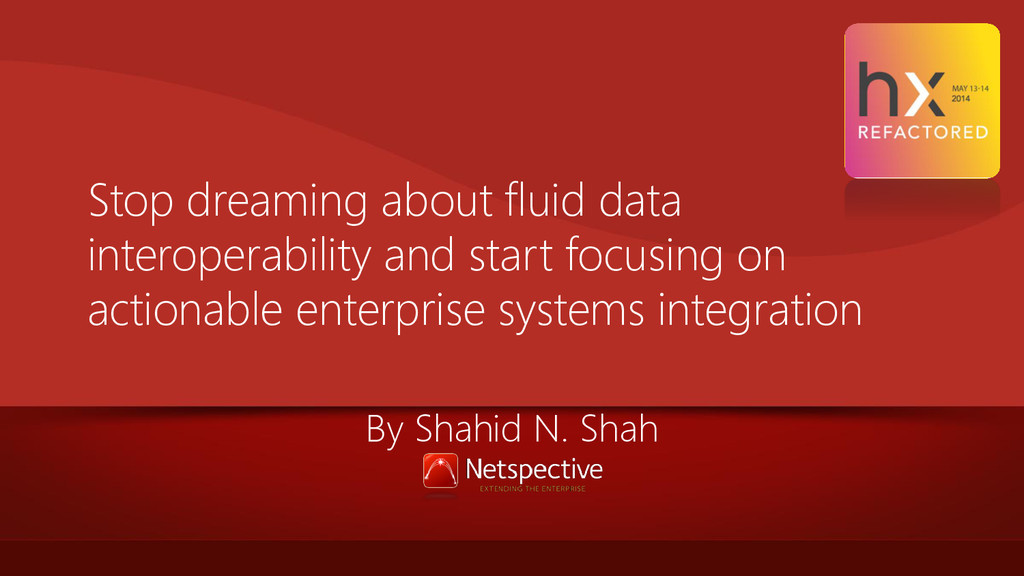 hx MAY 13-14
2014
REFACTORED
Stop dreaming about fluid data
interoperability and start focusing on
actionable enterprise systems integration
By Shahid N. Shah
Netspective
EXTENDING THE ENTERPRISE